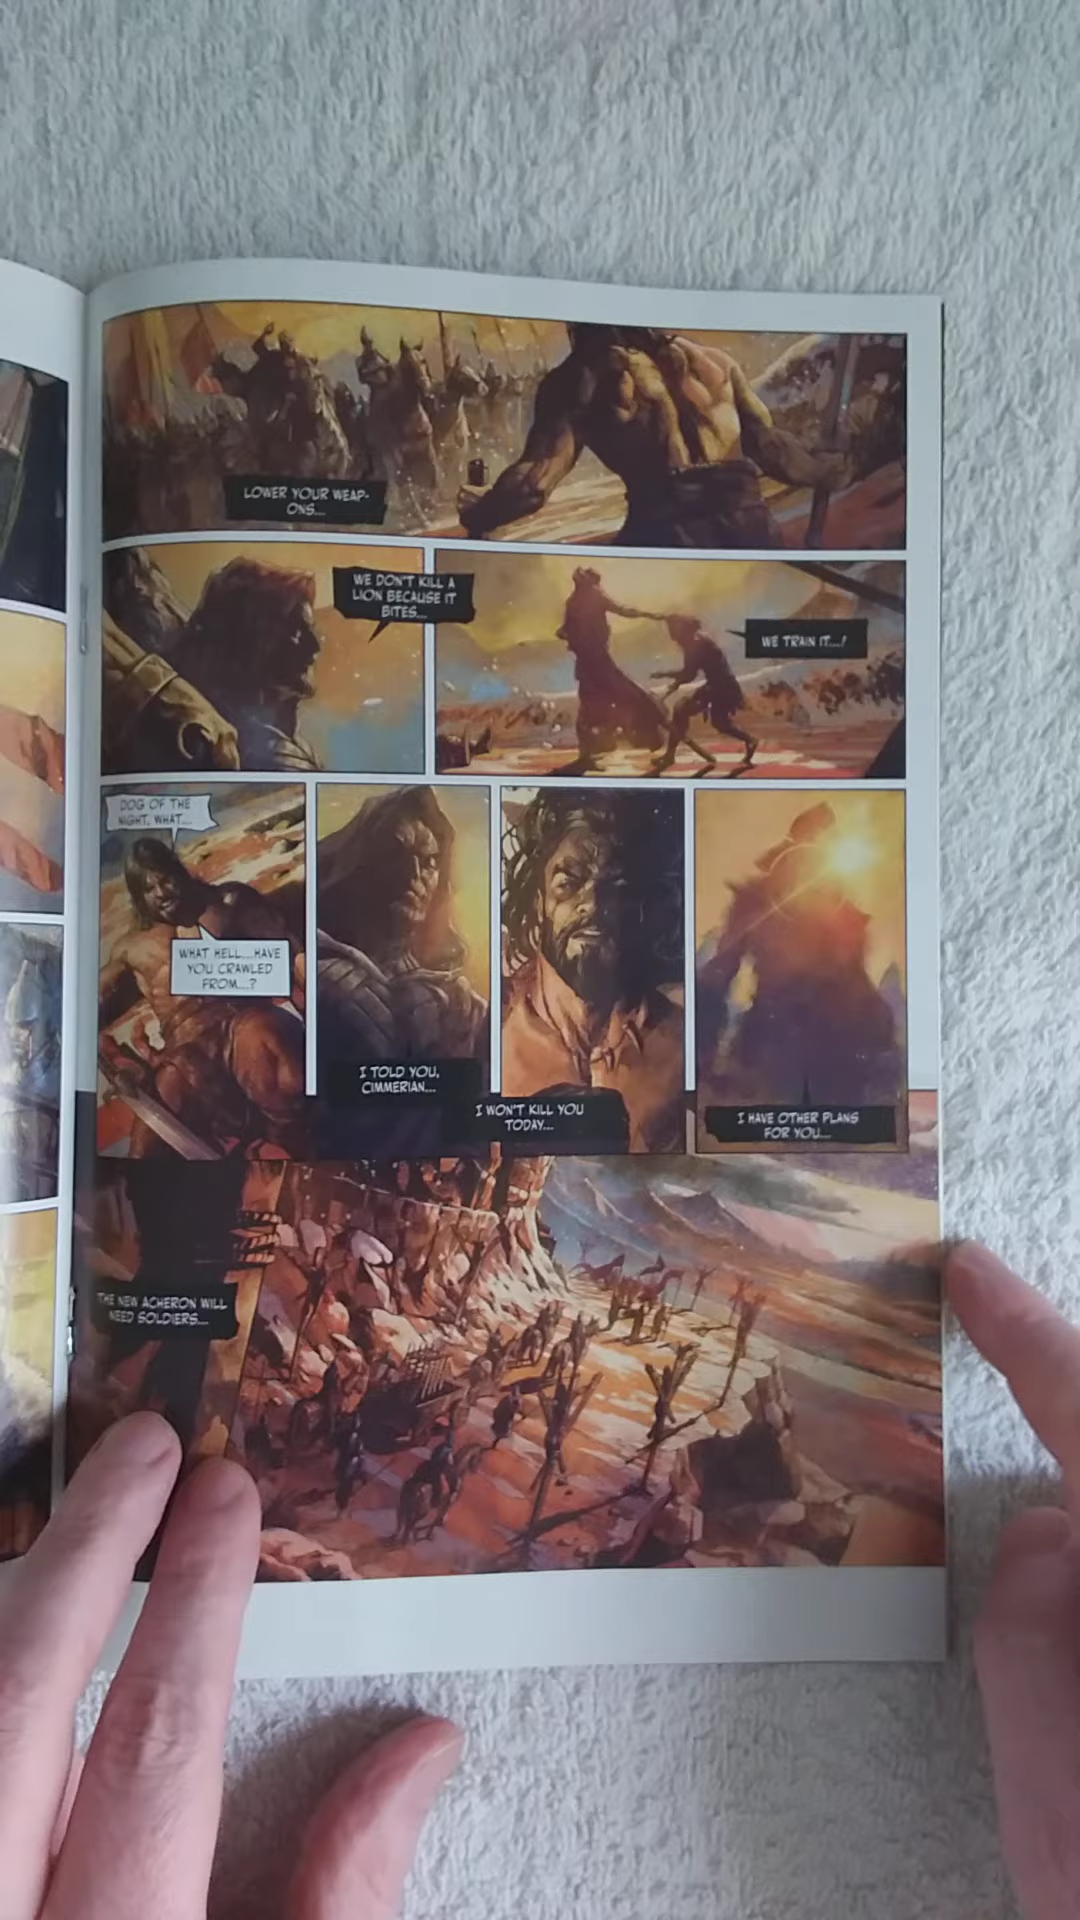 LOWER YOUR WEAP-
ONS...
WE DON'T KILL A
LION BECAUSE IT
BITES...
WE TRAIN IT...!
DOG OF THE
NIGHT, WHAT...
WHAT HELL...HAVE
YOU CRAWLED
FROM...?
I TOLD YOU,
CIMMERIAN...
I WON'T KILL YOU
TODAY...
I HAVE OTHER PLANS
FOR YOU...
THE NEW ACHERON WILL
NEED SOLDIERS...